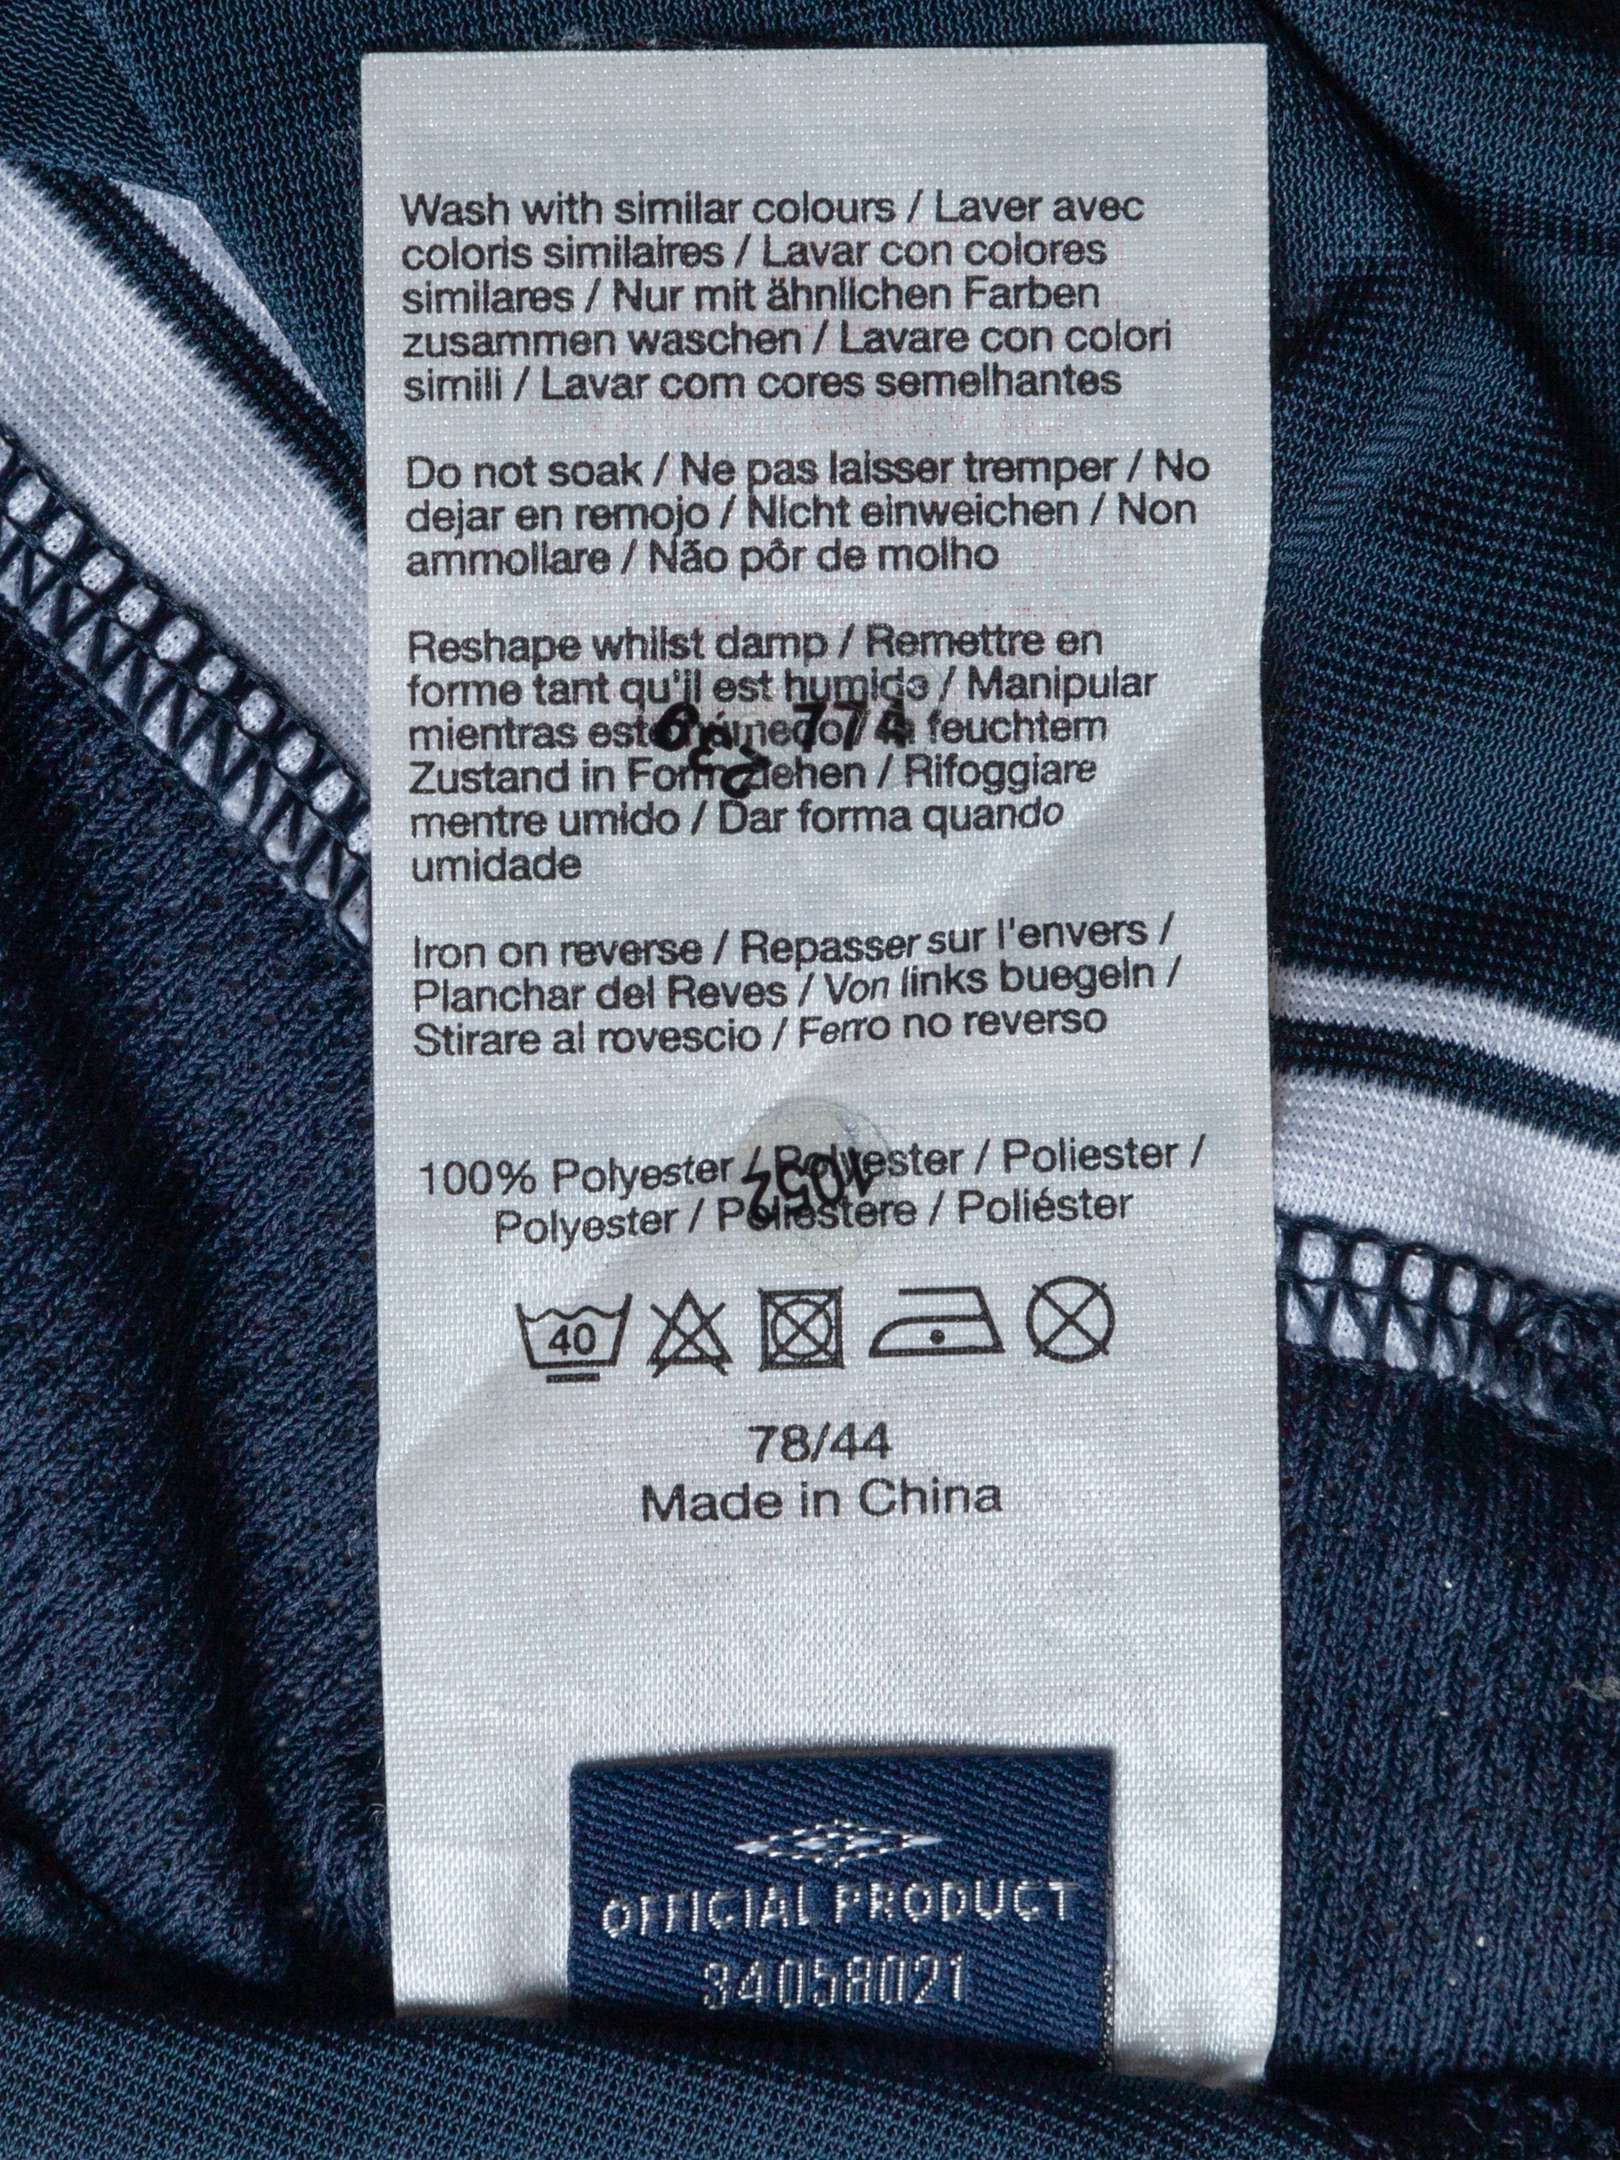 Wash with similar colours / Laver avec
coloris similaires / Lavar con colores
similares / Nur mit ähnlichen Farben
zusammen waschen / Lavare con colori
simili / Lavar com cores semelhantes
Do not soak / Ne pas laisser tremper / No
dejar en remojo / Nicht einweichen / Non
ammollare / Não pôr de molho
Reshape whilst damp / Remettre en
forme tant qu'il est humide / Manipular
mientras feuchtem
Zustand in Form ziehen / Rifoggiare
mentre umido / Dar forma quando
umidade
Iron on reverse / Repasser sur l'envers /
Planchar del Reves / Von links buegeln /
Stirare al rovescio / Ferro no reverso
100% Polyester / Polyester / Poliester /
Polyester / Poliestere / Poliéster
40
78/44
Made in China
OFFICIAL PRODUCT
34058021